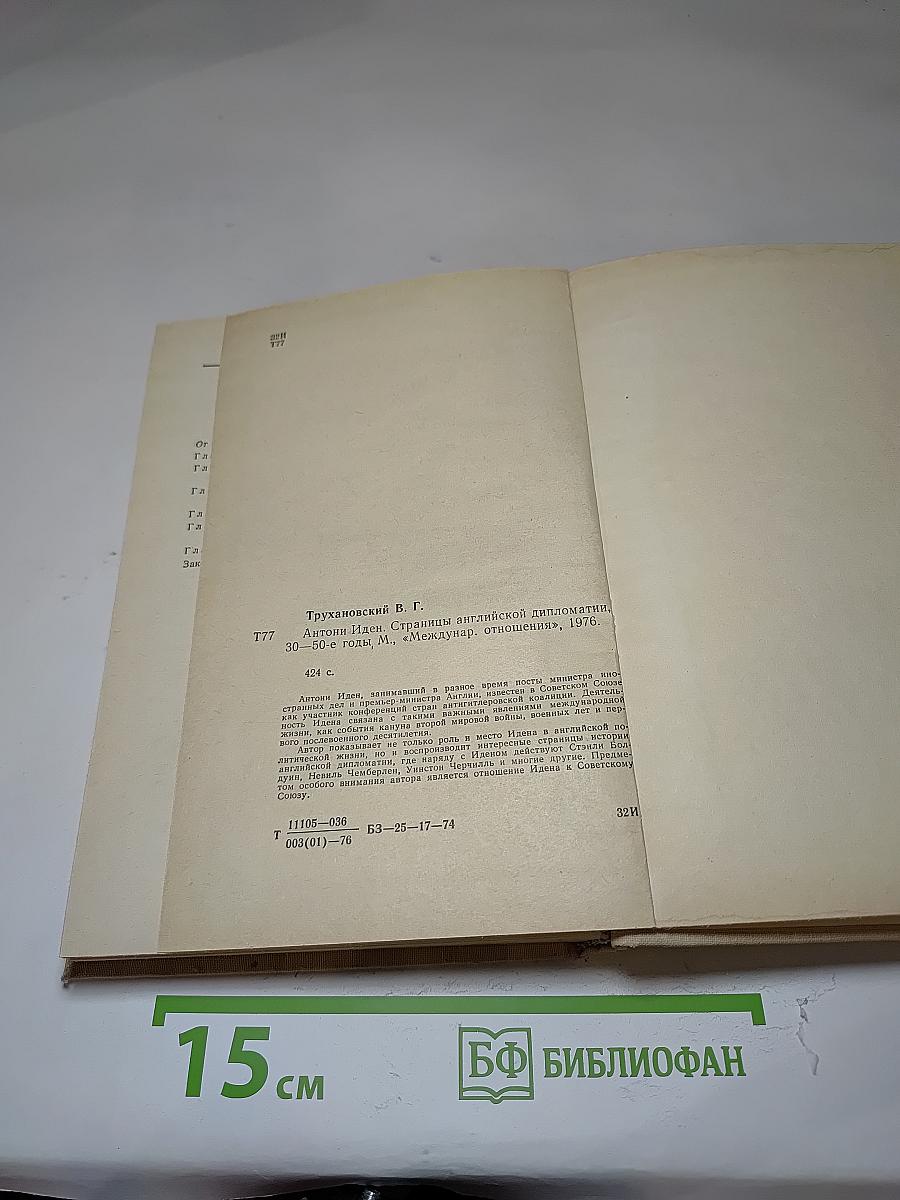 32И
Т77
От
Гл
Гл
Гл
Гл
Гл
Гл
Зак
Трухановский В. Г.
Т77 Антони Иден. Страницы английской дипломатии,
30—50-е годы, М., «Междунар. отношения», 1976.
424 с.
Антони Иден, занимавший в разное время посты министра ино-
странных дел и премьер-министра Англии, известен в Советском Союзе
как участник конференций стран антигитлеровской коалиции. Деятель-
ность Идена связана с такими важными явлениями международной
жизни, как события кануна второй мировой войны, военных лет и пер-
вого послевоенного десятилетия.
Автор показывает не только роль и место Идена в английской по-
литической жизни, но и воспроизводит интересные страницы истории
английской дипломатии, где наряду с Иденом действуют Стэнли Бол-
дуин, Невиль Чемберлен, Уинстон Черчилль и многие другие. Предме-
том особого внимания автора является отношение Идена к Советскому
Союзу.
Т 11105—036 БЗ—25—17—74
003(01)—76
32И
15 см
БФ БИБЛИОФАН